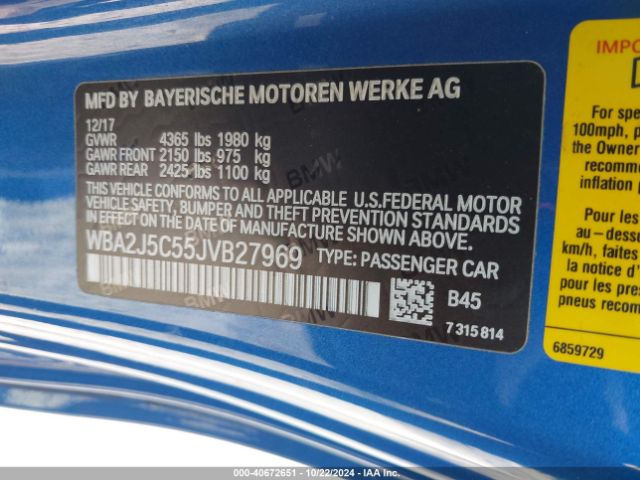 MFD BY BAYERISCHE MOTOREN WERKE AG
12/17
GVWR 4365 lbs 1980 kg
GAWR FRONT 2150 lbs 975 kg
GAWR REAR 2425 lbs 1100 kg
THIS VEHICLE CONFORMS TO ALL APPLICABLE U.S.FEDERAL MOTOR
VEHICLE SAFETY, BUMPER AND THEFT PREVENTION STANDARDS
IN EFFECT ON THE DATE OF MANUFACTURE SHOWN ABOVE.
WBA2J5C55JVB27969 TYPE: PASSENGER CAR
B45
7 315 814
IMPO
For spe
100mph, p
the Owner
recomme
inflation
Pour les
km/h, faites
la notice d'
pour les pre
pneus recom
6859729
000-40672651 - 10/22/2024 - IAA Inc.